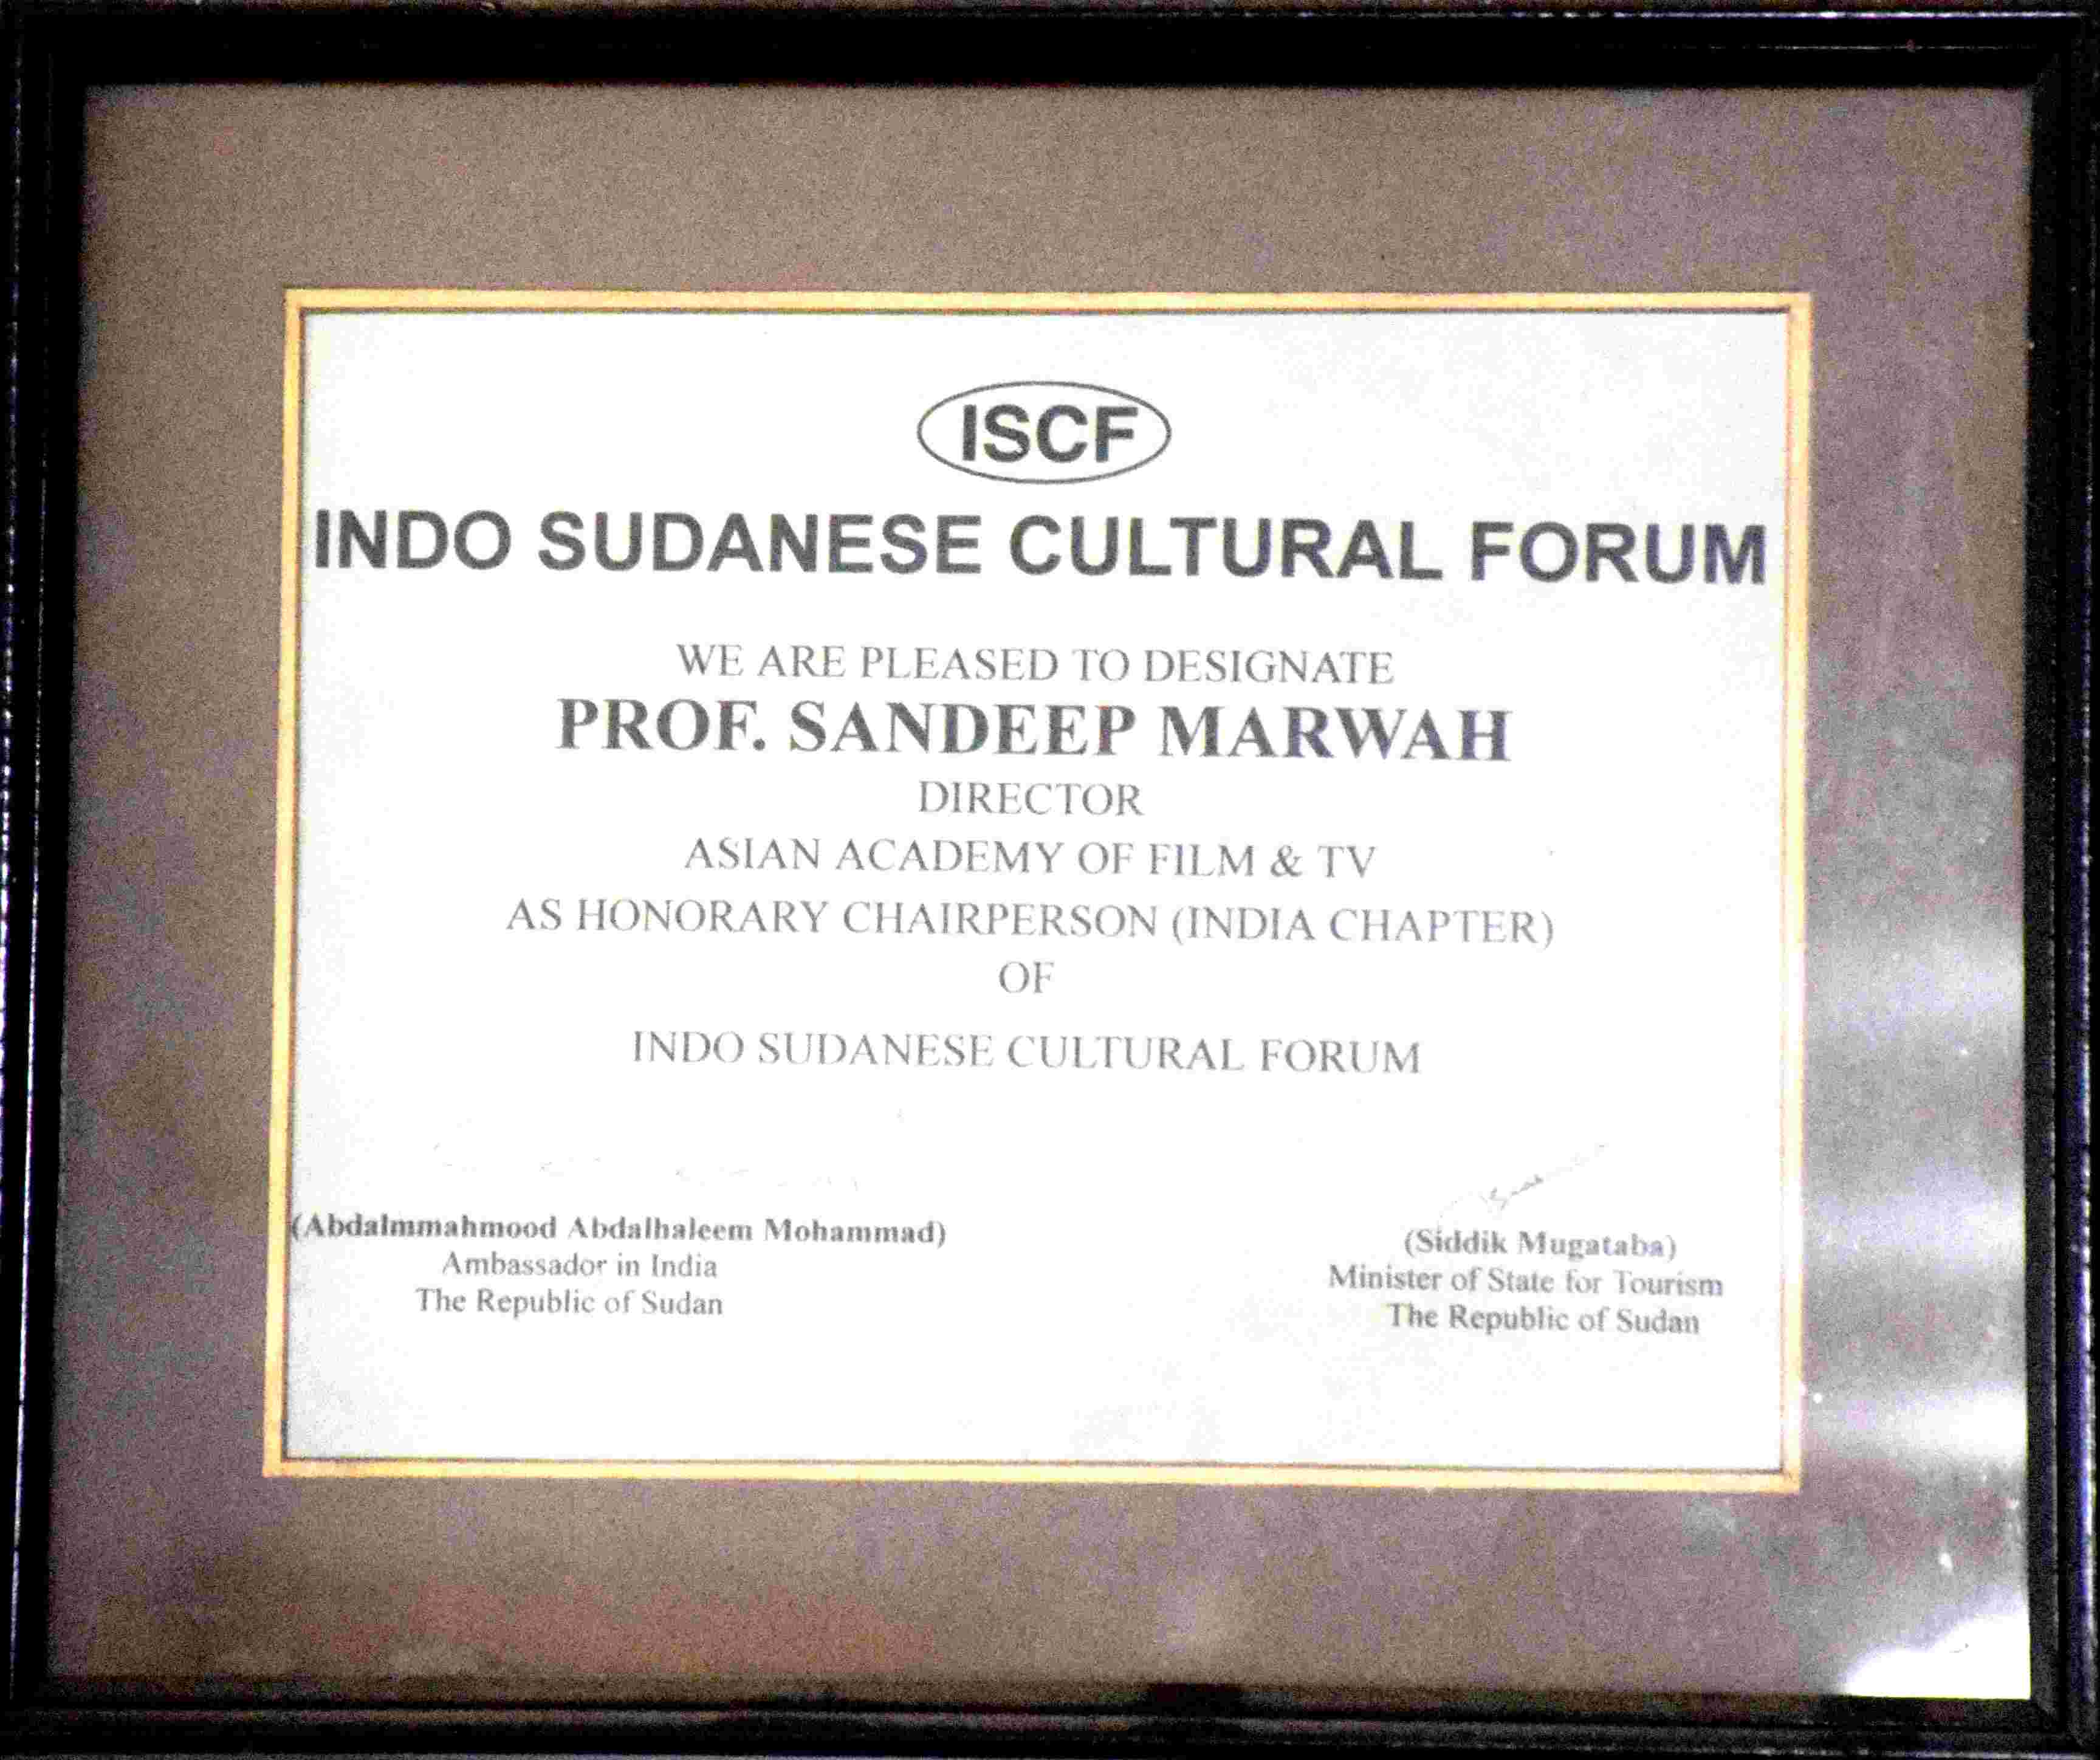 ISCF
INDO SUDANESE CULTURAL FORUM
WE ARE PLEASED TO DESIGNATE
PROF. SANDEEP MARWAH
DIRECTOR
ASIAN ACADEMY OF FILM & TV
AS HONORARY CHAIRPERSON (INDIA CHAPTER)
OF
INDO SUDANESE CULTURAL FORUM
(Abdalmmahmood Abdalhaleem Mohammad)
Ambassador in India
The Republic of Sudan
(Siddik Mugataba)
Minister of State for Tourism
The Republic of Sudan